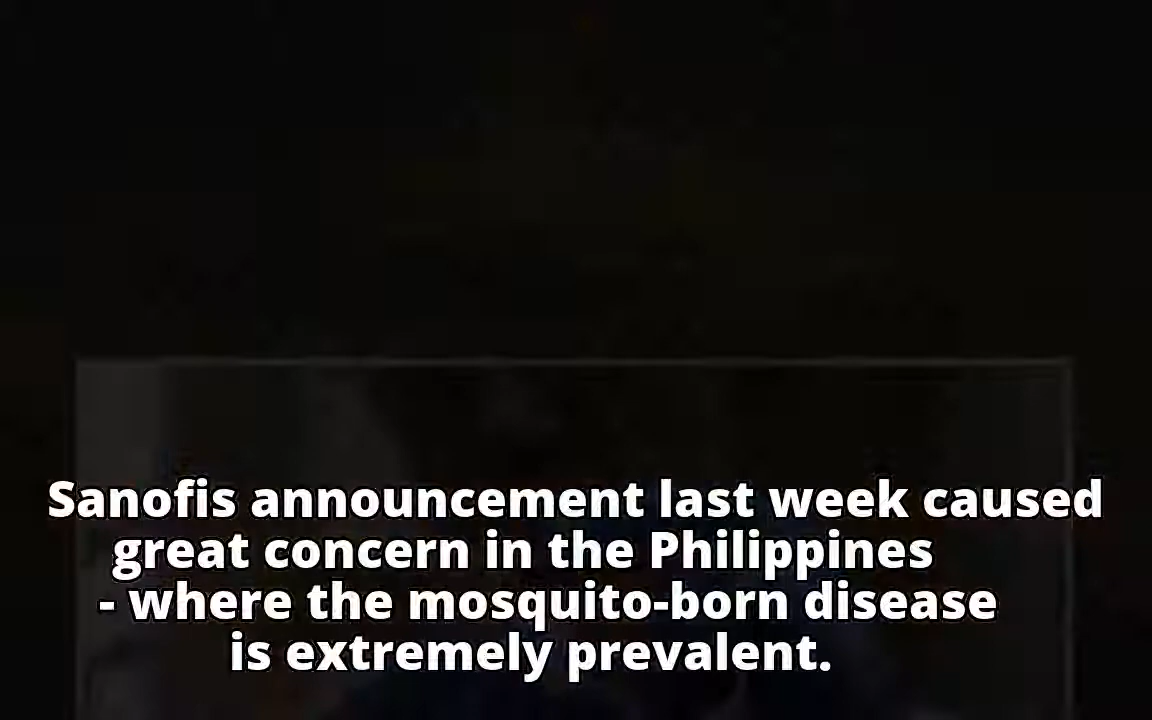 Sanofis announcement last week caused
great concern in the Philippines
- where the mosquito-born disease
is extremely prevalent.